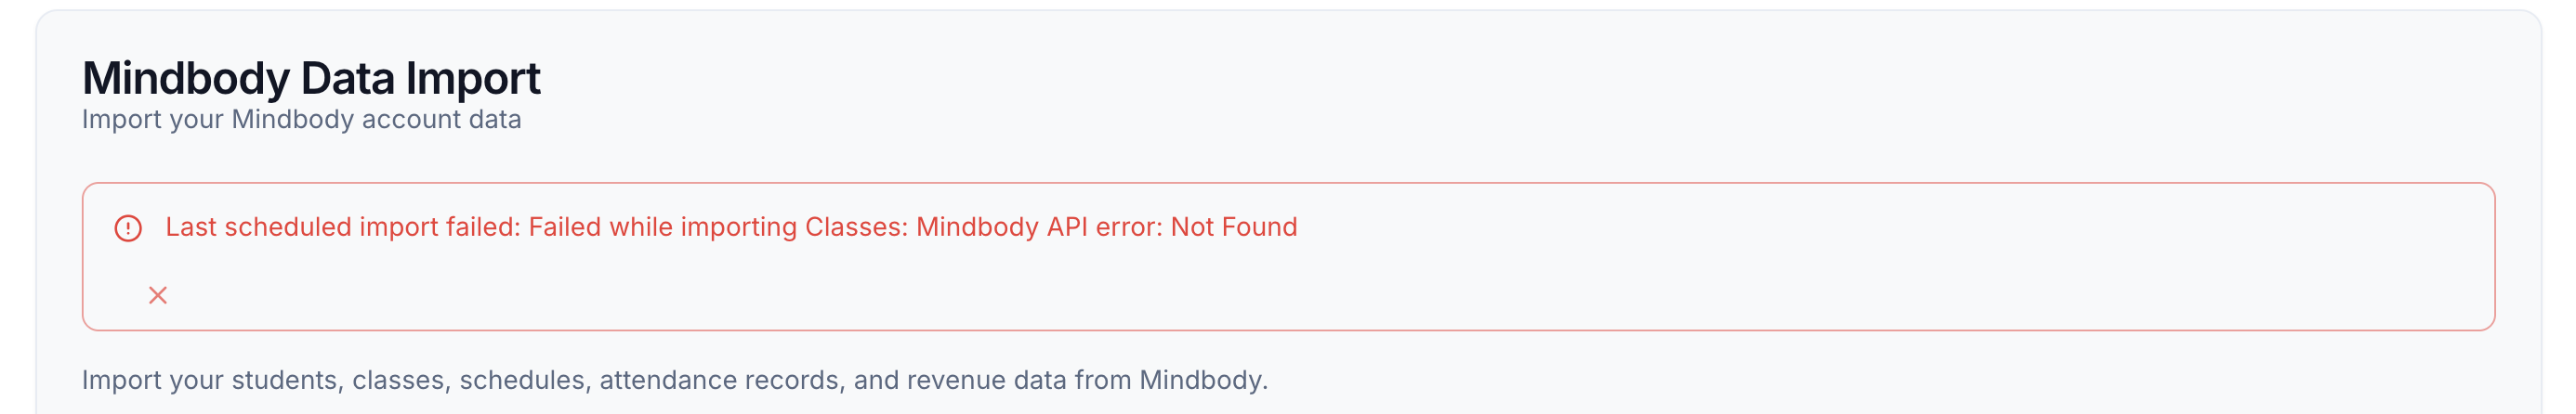 Mindbody Data Import
Import your Mindbody account data
Last scheduled import failed: Failed while importing Classes: Mindbody API error: Not Found
Import your students, classes, schedules, attendance records, and revenue data from Mindbody.